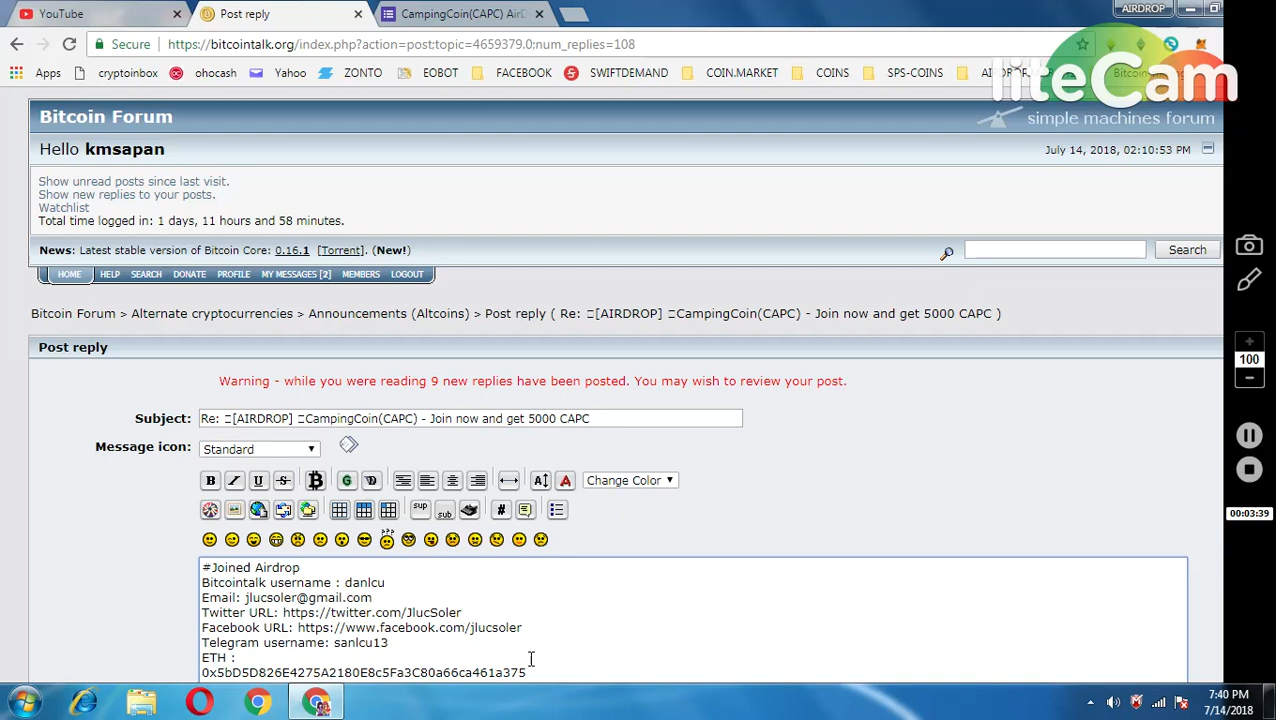 YouTube
Post reply
CampingCoin(CAPC) AirD
AIRDROP
Secure
https://bitcointalk.org/index.php?action=post;topic=4659379.0;num_replies=108
Apps
cryptoinbox
ohocash
Yahoo
EOBOT
FACEBOOK
SWIFTDEMAND
COIN.MARKET
COINS
SPS-COINS
liteCam
Bitcoin Forum
simple machines forum
Hello kmsapan
July 14, 2018, 02:10:53 PM
Show unread posts since last visit.
Show new replies to your posts.
Watchlist
Total time logged in: 1 days, 11 hours and 58 minutes.
News: Latest stable version of Bitcoin Core: 0.16.1 [Torrent]. (New!)
Search
HOME HELP SEARCH DONATE PROFILE MY MESSAGES [2] MEMBERS LOGOUT
Bitcoin Forum > Alternate cryptocurrencies > Announcements (Altcoins) > Post reply ( Re: [AIRDROP] CampingCoin(CAPC) - Join now and get 5000 CAPC )
Post reply
100
Warning - while you were reading 9 new replies have been posted. You may wish to review your post.
Subject: Re: [AIRDROP] CampingCoin(CAPC) - Join now and get 5000 CAPC
Message icon: Standard
Change Color
sup
sub
#
#Joined Airdrop
Bitcointalk username : danlcu
Email: jlucsoler@gmail.com
Twitter URL: https://twitter.com/JlucSoler
Facebook URL: https://www.facebook.com/jlucsoler
Telegram username: sanlcu13
ETH :
0x5bD5D826E4275A2180E8c5Fa3C80a66ca461a375
00:03:39
7:40 PM
7/14/2018